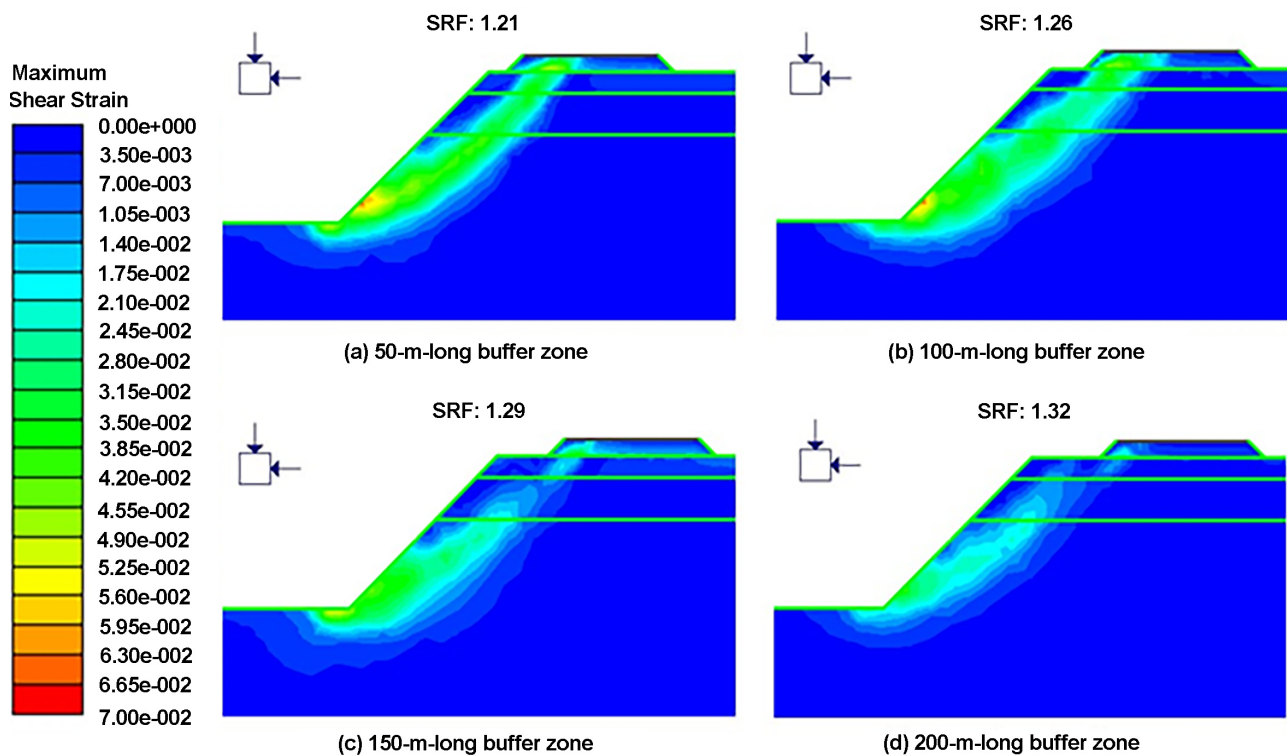 SRF: 1.21
SRF: 1.26
Maximum
Shear Strain
0.00e+000
3.50e-003
7.00e-003
1.05e-003
1.40e-002
1.75e-002
2.10e-002
2.45e-002
2.80e-002
3.15e-002
3.50e-002
3.85e-002
4.20e-002
4.55e-002
4.90e-002
5.25e-002
5.60e-002
5.95e-002
6.30e-002
6.65e-002
7.00e-002
(a) 50-m-long buffer zone
(b) 100-m-long buffer zone
SRF: 1.29
SRF: 1.32
(c) 150-m-long buffer zone
(d) 200-m-long buffer zone